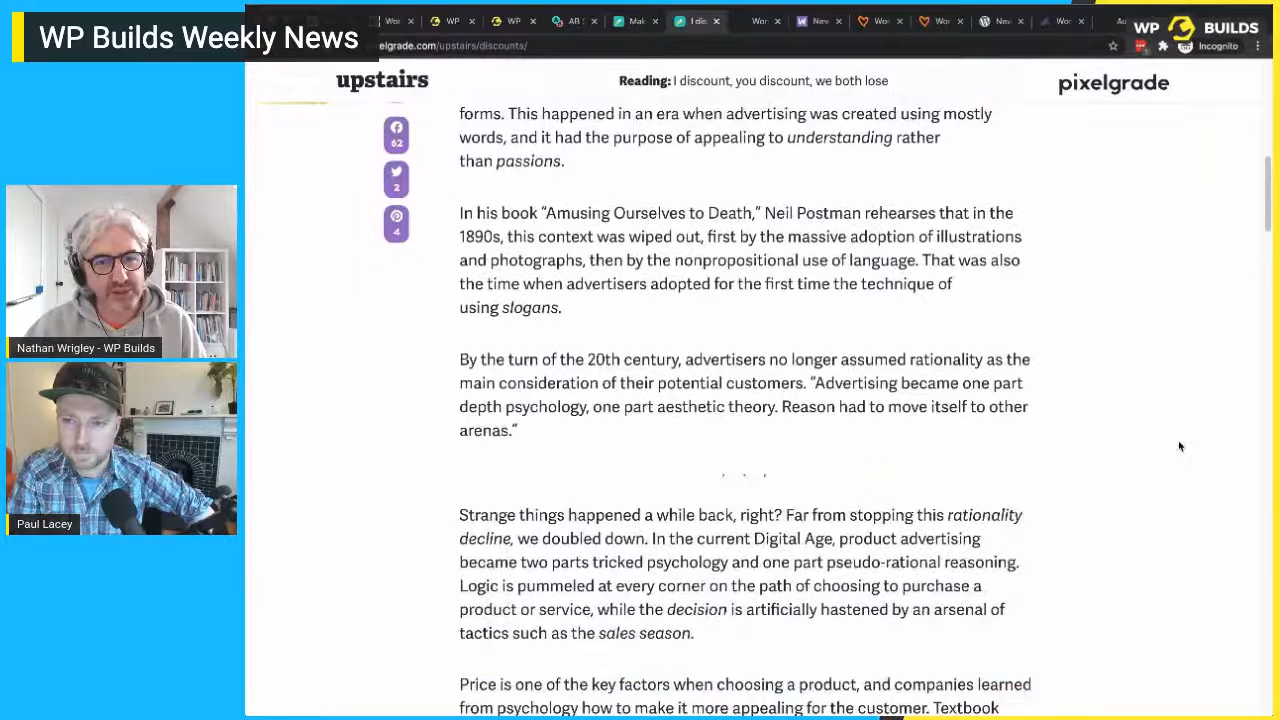 WP Builds Weekly News
WP
WP
AB
Mak
I dis
New
Wor
Wor
New
Wor
elgrade.com/upstairs/discounts/
Incognito
WP BUILDS
upstairs
Reading: I discount, you discount, we both lose
pixelgrade
62
2
4
forms. This happened in an era when advertising was created using mostly
words, and it had the purpose of appealing to understanding rather
than passions.
In his book “Amusing Ourselves to Death,” Neil Postman rehearses that in the
1890s, this context was wiped out, first by the massive adoption of illustrations
and photographs, then by the nonpropositional use of language. That was also
the time when advertisers adopted for the first time the technique of
using slogans.
By the turn of the 20th century, advertisers no longer assumed rationality as the
main consideration of their potential customers. “Advertising became one part
depth psychology, one part aesthetic theory. Reason had to move itself to other
arenas.”
. . .
Strange things happened a while back, right? Far from stopping this rationality
decline, we doubled down. In the current Digital Age, product advertising
became two parts tricked psychology and one part pseudo-rational reasoning.
Logic is pummeled at every corner on the path of choosing to purchase a
product or service, while the decision is artificially hastened by an arsenal of
tactics such as the sales season.
Price is one of the key factors when choosing a product, and companies learned
from psychology how to make it more appealing for the customer. Textbook
Nathan Wrigley - WP Builds
Paul Lacey